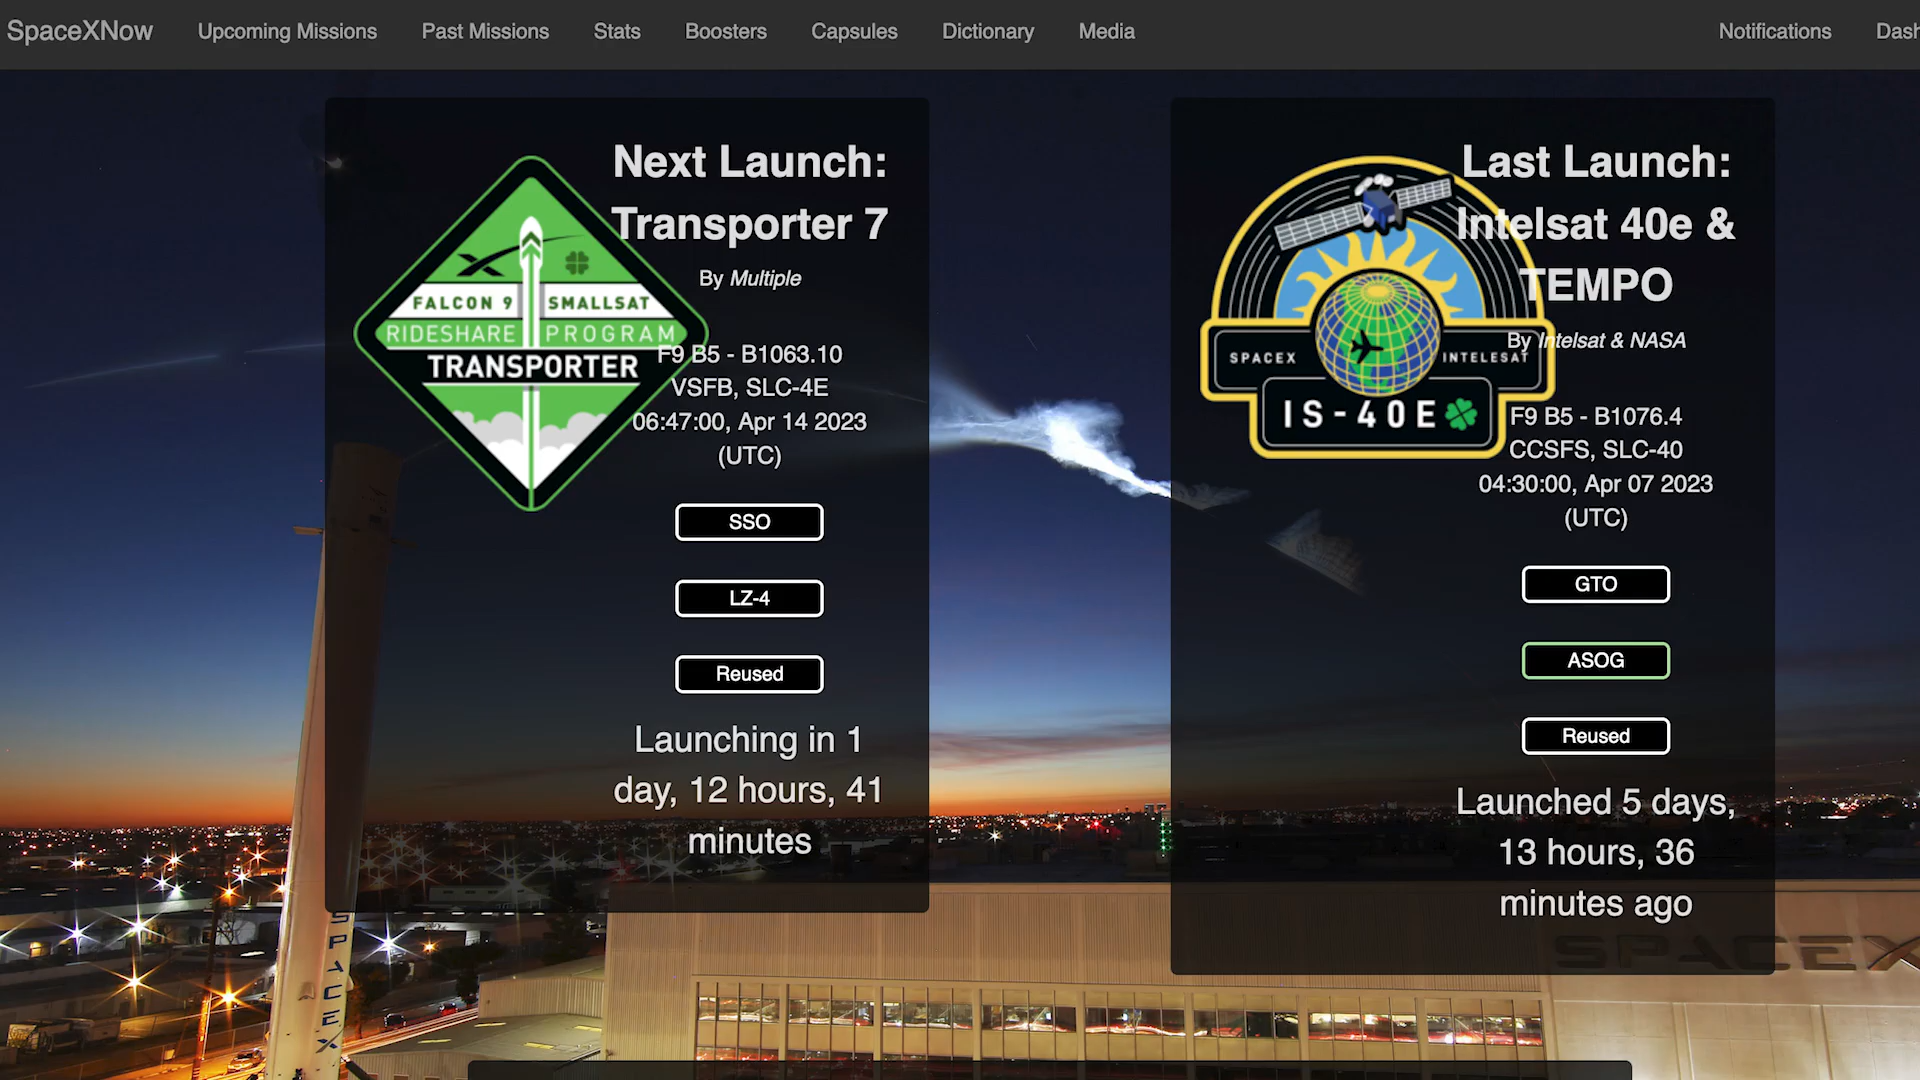 SpaceXNow
Upcoming Missions
Past Missions
Stats
Boosters
Capsules
Dictionary
Media
Notifications
Next Launch:
Transporter 7
By Multiple
FALCON 9 SMALLSAT
RIDESHARE PROGRAM
TRANSPORTER
F9 B5 - B1063.10
VSFB, SLC-4E
06:47:00, Apr 14 2023
(UTC)
SSO
LZ-4
Reused
Launching in 1
day, 12 hours, 41
minutes
Last Launch:
Intelsat 40e &
TEMPO
By Intelsat & NASA
SPACEX INTELESAT
IS-40E
F9 B5 - B1076.4
CCSFS, SLC-40
04:30:00, Apr 07 2023
(UTC)
GTO
ASOG
Reused
Launched 5 days,
13 hours, 36
minutes ago
SPACEX
SPACEX